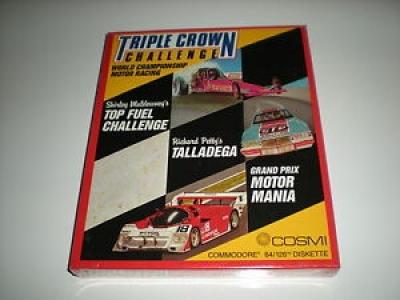 TRIPLE CROWN
CHALLENGE
WORLD CHAMPIONSHIP
MOTOR RACING
Shirley Muldowney's
TOP FUEL
CHALLENGE
Richard Petty's
TALLADEGA
GRAND PRIX
MOTOR
MANIA
18
COSMI
COMMODORE 64/128 DISKETTE